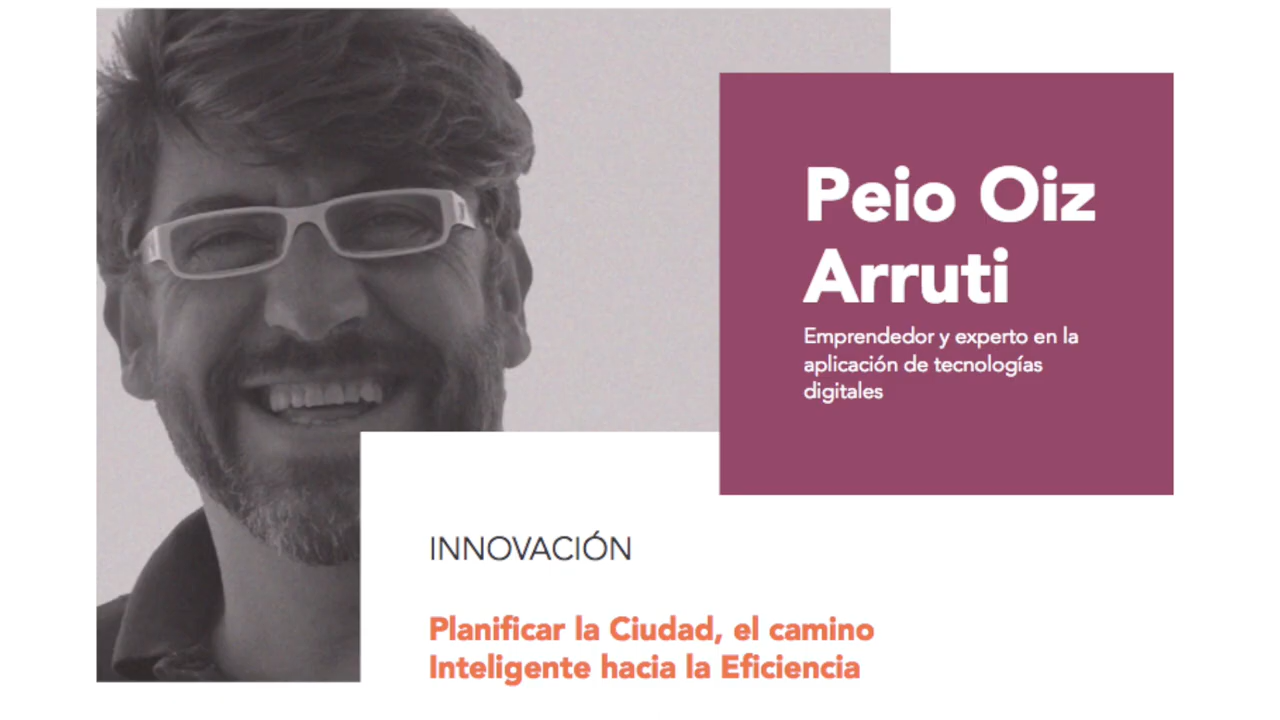 Peio Oiz
Arruti
Emprendedor y experto en la
aplicación de tecnologías
digitales
INNOVACIÓN
Planificar la Ciudad, el camino
Inteligente hacia la Eficiencia